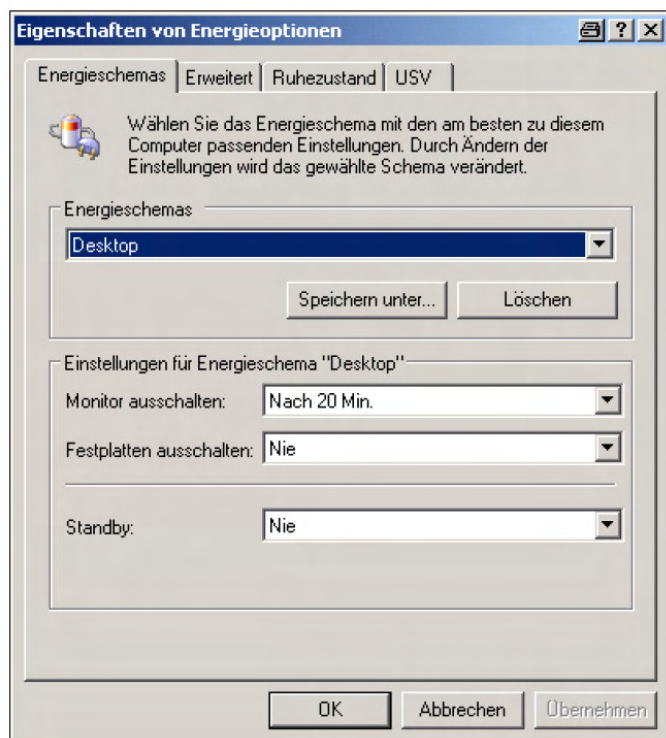 Eigenschaften von Energieoptionen
Energieschemas
Erweitert
Ruhezustand
USV
Wählen Sie das Energieschema mit den am besten zu diesem
Computer passenden Einstellungen. Durch Ändern der
Einstellungen wird das gewählte Schema verändert.
Energieschemas
Desktop
Speichern unter...
Löschen
Einstellungen für Energieschema "Desktop"
Monitor ausschalten:
Nach 20 Min.
Festplatten ausschalten:
Nie
Standby:
Nie
OK
Abbrechen
Übernehmen